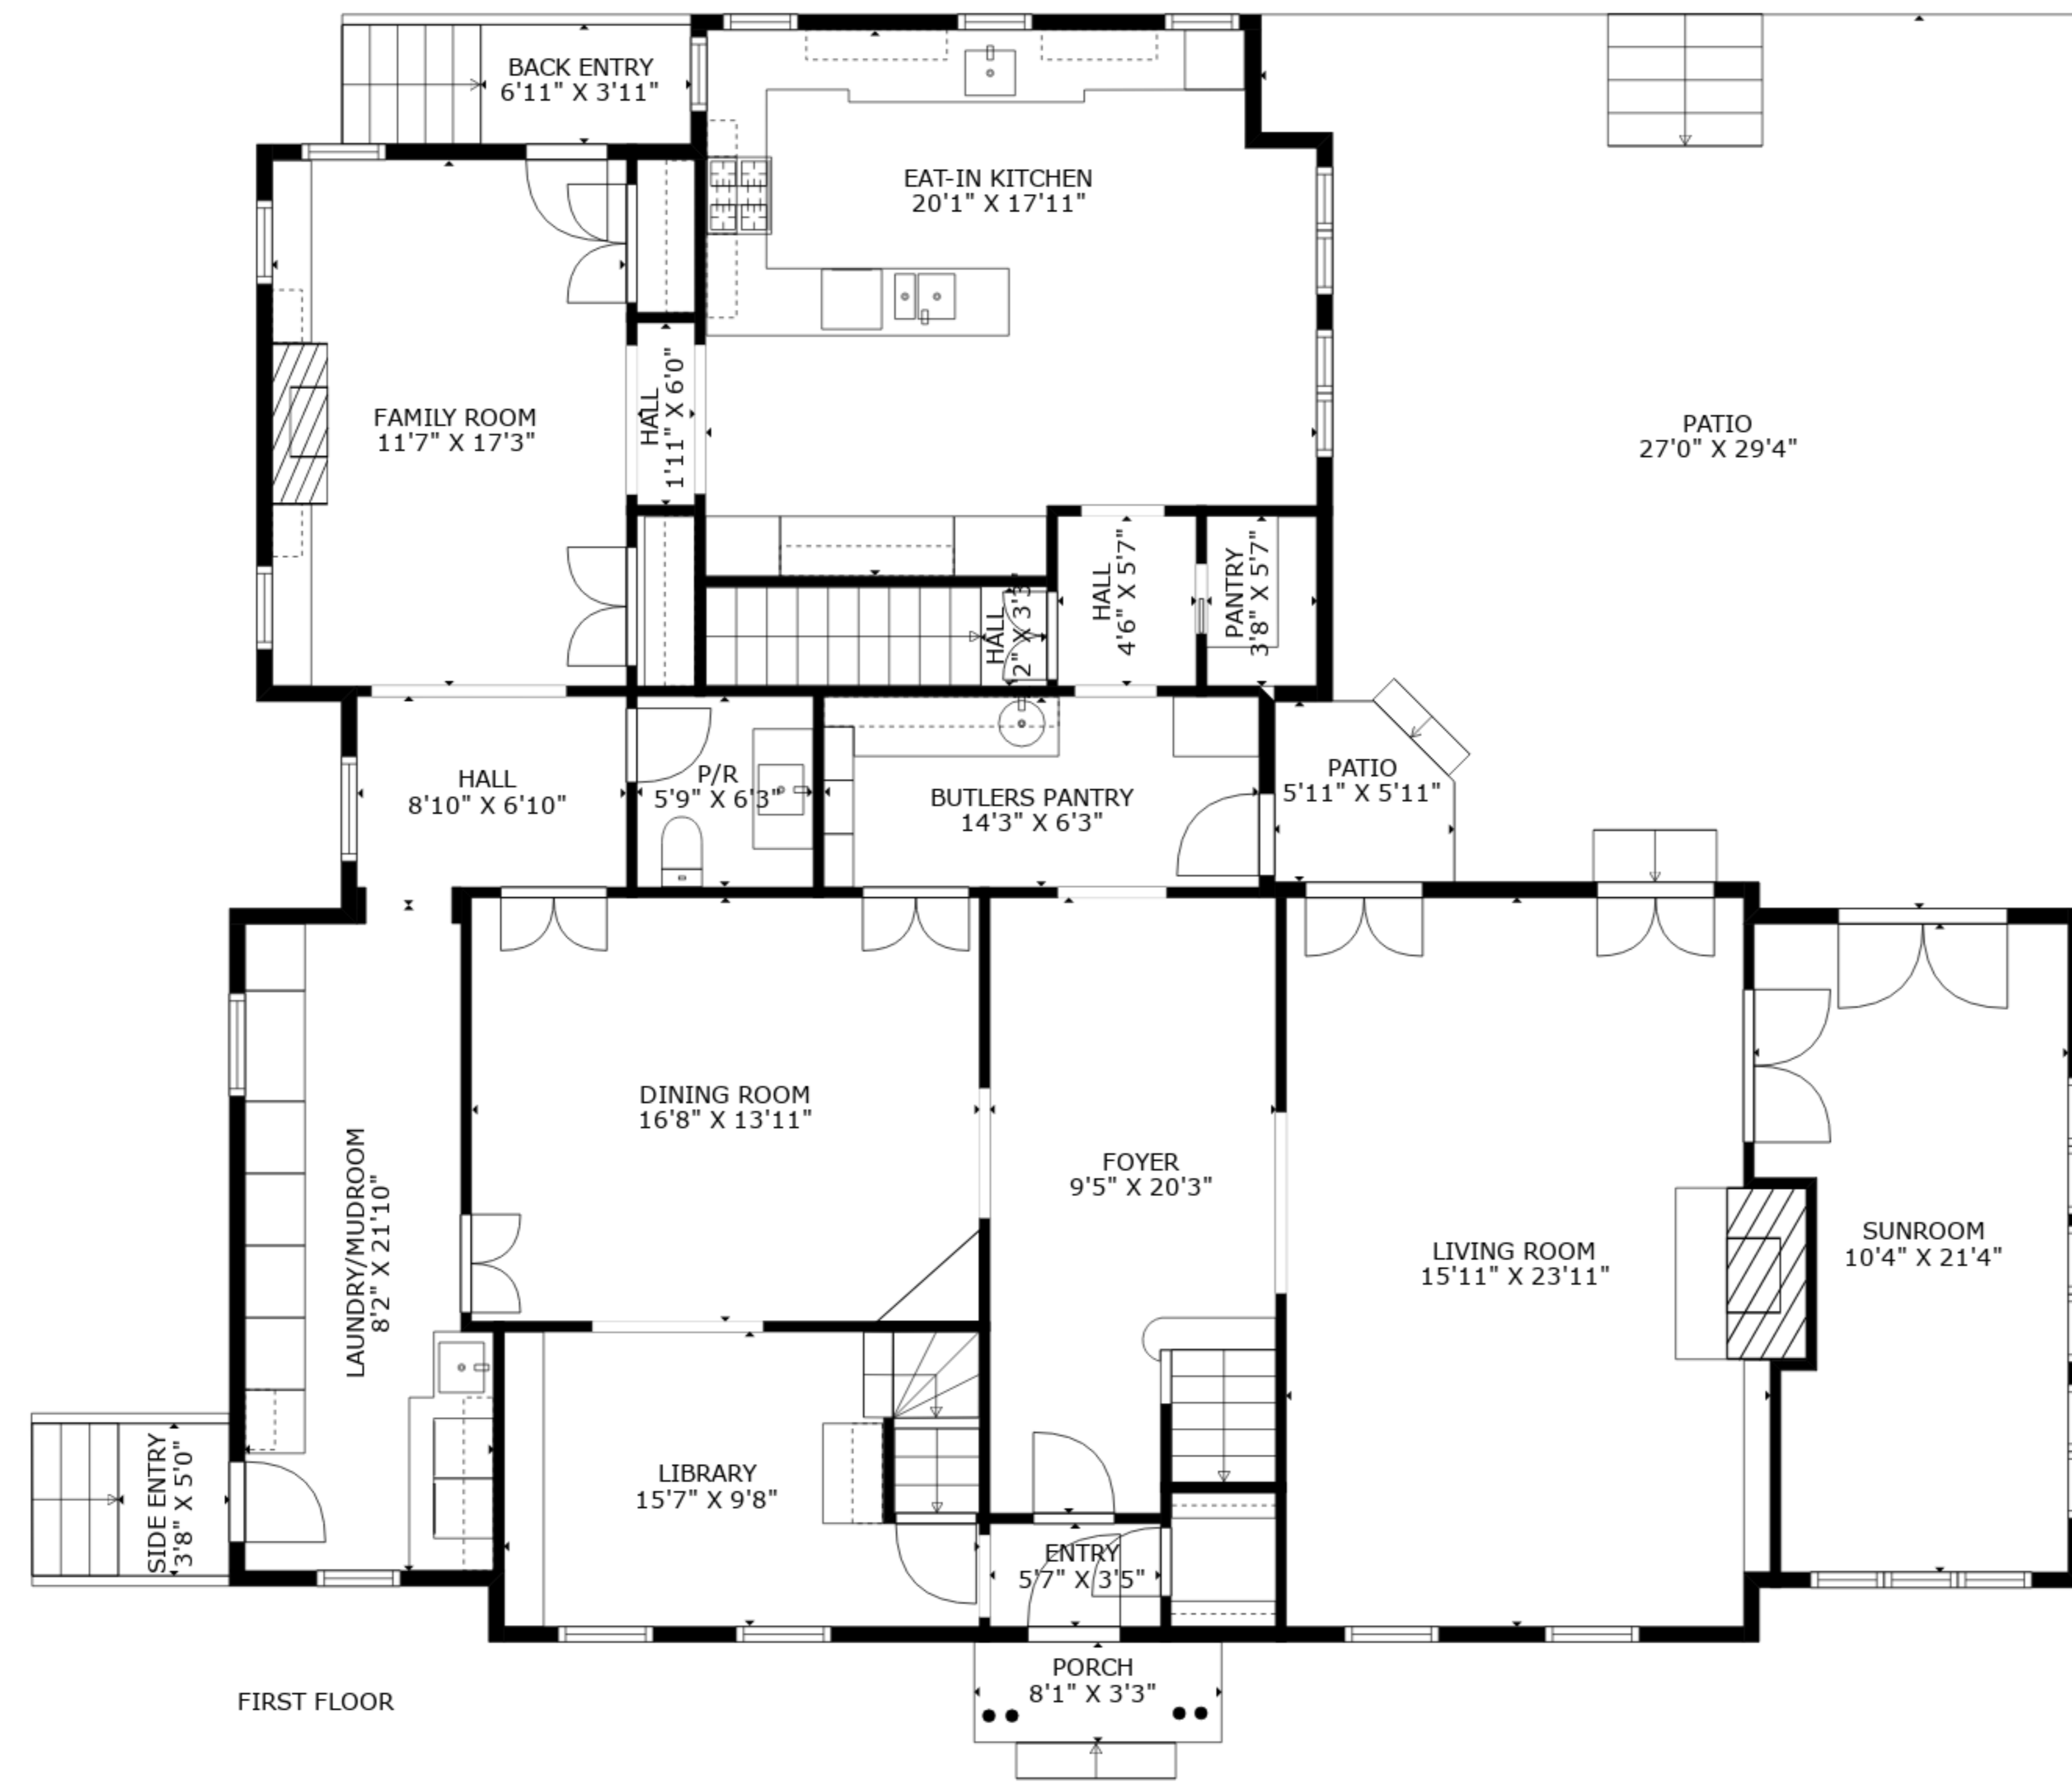 BACK ENTRY
6'11" X 3'11"
EAT-IN KITCHEN
20'1" X 17'11"
FAMILY ROOM
11'7" X 17'3"
HALL
1'11" X 6'0"
PATIO
27'0" X 29'4"
HALL
2" X 3'3"
HALL
4'6" X 5'7"
PANTRY
3'8" X 5'7"
HALL
8'10" X 6'10"
P/R
5'9" X 6'3"
BUTLERS PANTRY
14'3" X 6'3"
PATIO
5'11" X 5'11"
DINING ROOM
16'8" X 13'11"
FOYER
9'5" X 20'3"
LIVING ROOM
15'11" X 23'11"
SUNROOM
10'4" X 21'4"
LAUNDRY/MUDROOM
8'2" X 21'10"
SIDE ENTRY
3'8" X 5'0"
LIBRARY
15'7" X 9'8"
ENTRY
5'7" X 3'5"
PORCH
8'1" X 3'3"
FIRST FLOOR